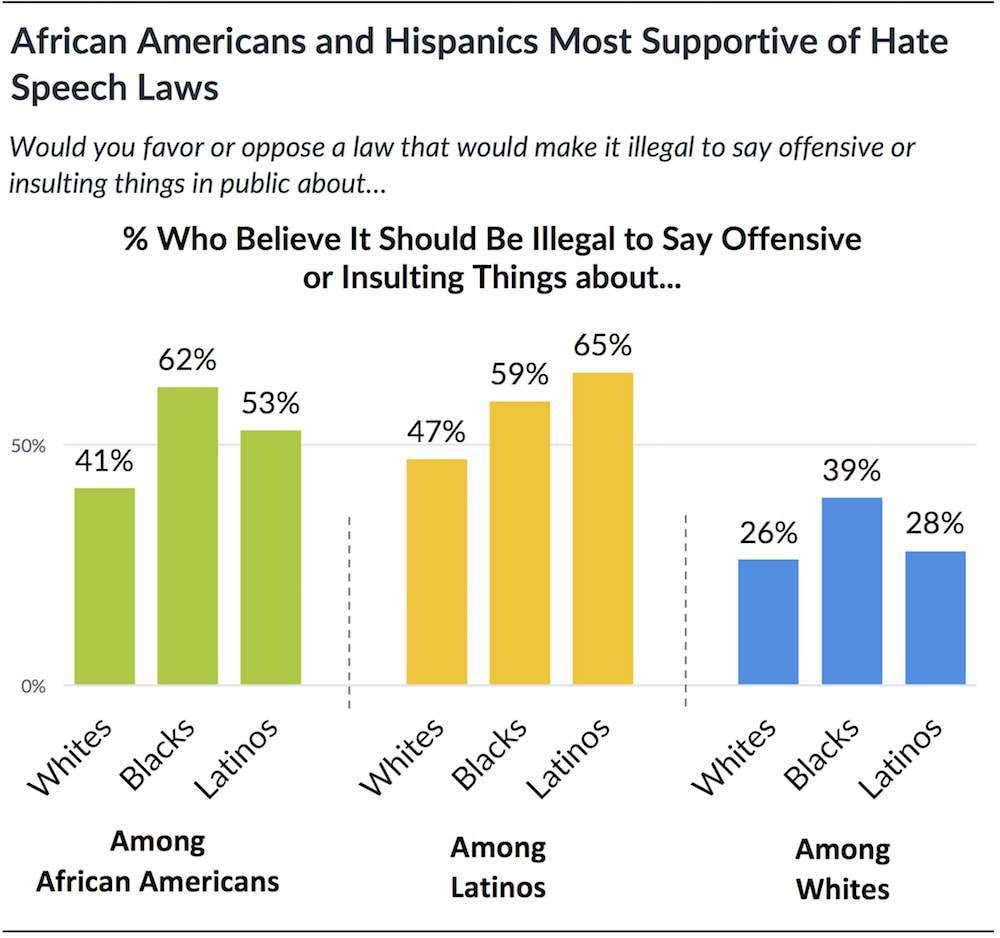 African Americans and Hispanics Most Supportive of Hate
Speech Laws
Would you favor or oppose a law that would make it illegal to say offensive or
insulting things in public about...
% Who Believe It Should Be Illegal to Say Offensive
or Insulting Things about...
50%
0%
41%
62%
53%
47%
59%
65%
26%
39%
28%
Whites
Blacks
Latinos
Whites
Blacks
Latinos
Whites
Blacks
Latinos
Among
African Americans
Among
Latinos
Among
Whites